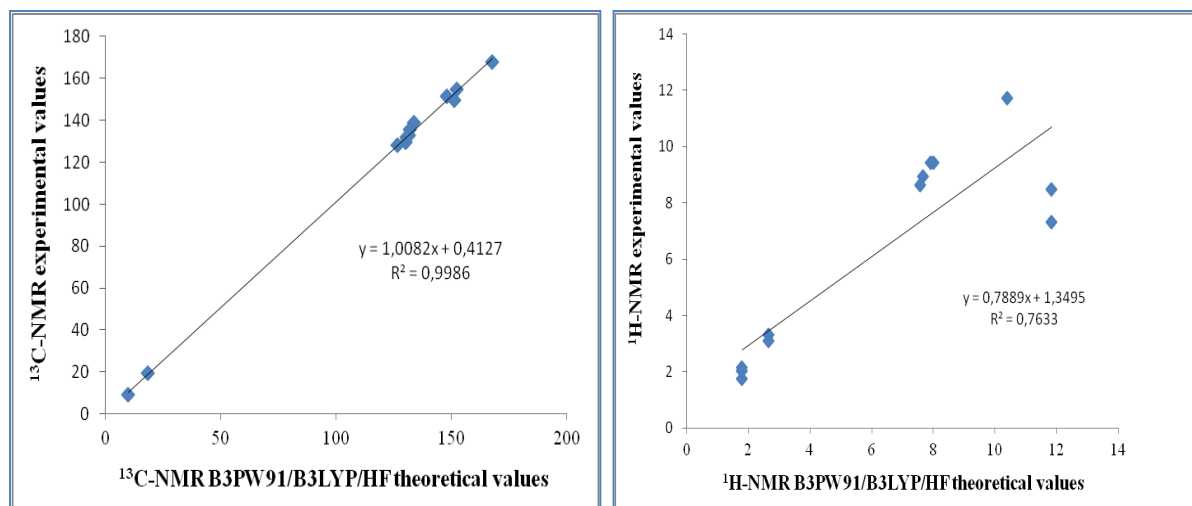 180
160
140
120
100
80
60
40
20
0
¹³C-NMR experimental values
y = 1,0082x + 0,4127
R² = 0,9986
0 50 100 150 200
¹³C-NMR B3PW91/B3LYP/HF theoretical values
14
12
10
8
6
4
2
0
¹H-NMR experimental values
y = 0,7889x + 1,3495
R² = 0,7633
0 2 4 6 8 10 12 14
¹H-NMR B3PW91/B3LYP/HF theoretical values